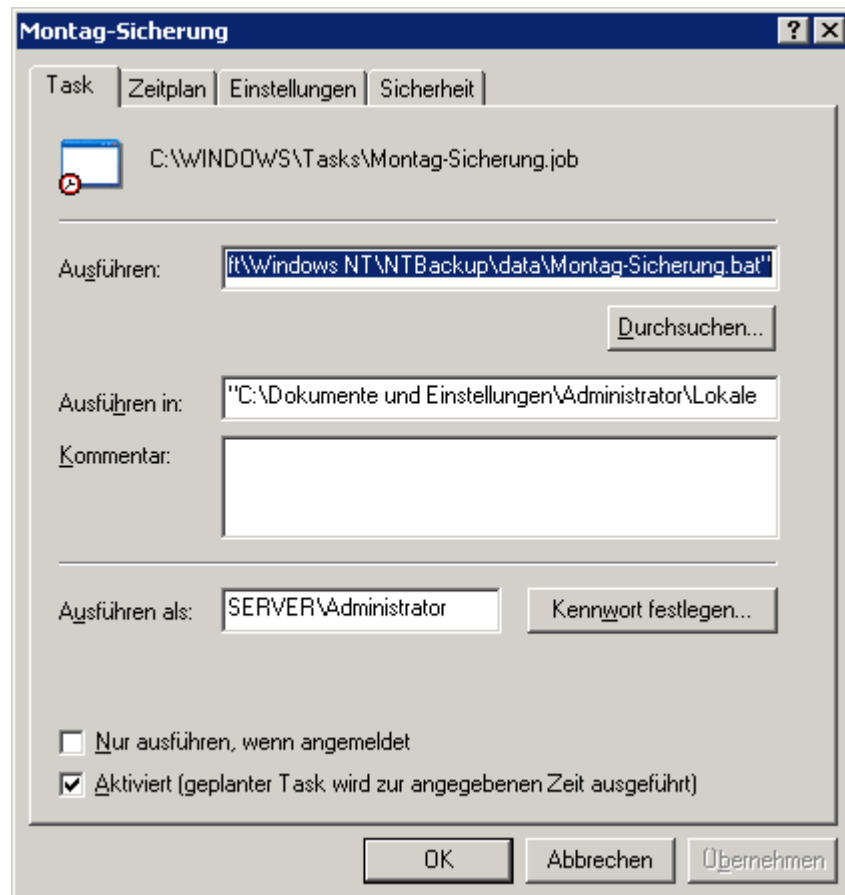 Montag-Sicherung
Task Zeitplan Einstellungen Sicherheit
C:\WINDOWS\Tasks\Montag-Sicherung.job
Ausführen: ft\Windows NT\NTBackup\data\Montag-Sicherung.bat"
Durchsuchen...
Ausführen in: "C:\Dokumente und Einstellungen\Administrator\Lokale
Kommentar:
Ausführen als: SERVER\Administrator Kennwort festlegen...
Nur ausführen, wenn angemeldet
Aktiviert (geplanter Task wird zur angegebenen Zeit ausgeführt)
OK Abbrechen Übernehmen